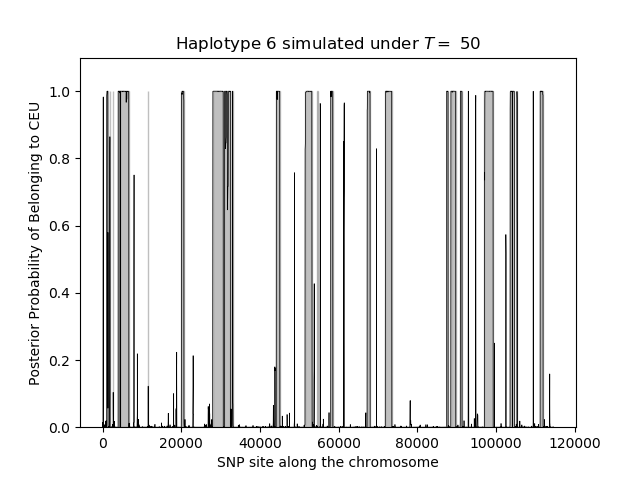 Haplotype 6 simulated under T = 50
Posterior Probability of Belonging to CEU
1.0
0.8
0.6
0.4
0.2
0.0
0 20000 40000 60000 80000 100000 120000
SNP site along the chromosome